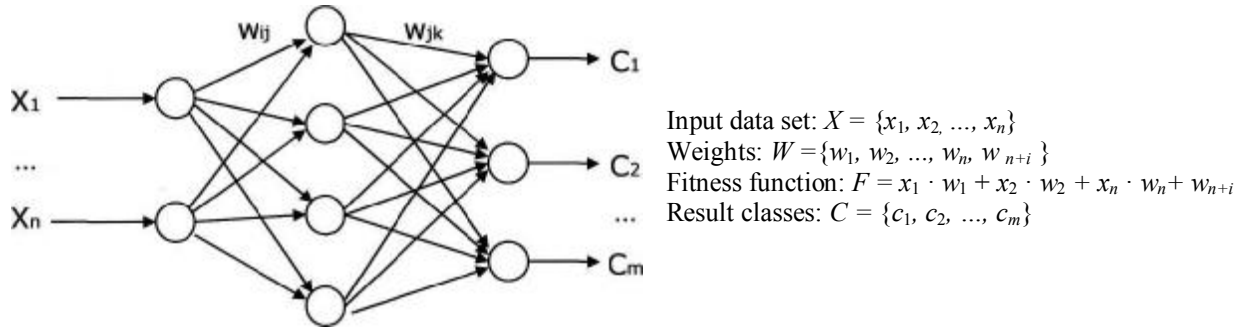 Wij
Wjk
X1
...
Xn
C1
C2
...
Cm
Input data set: X = {x1, x2, ..., xn}
Weights: W ={w1, w2, ..., wn, w n+i }
Fitness function: F = x1 · w1 + x2 · w2 + xn · wn+ wn+i
Result classes: C = {c1, c2, ..., cm}